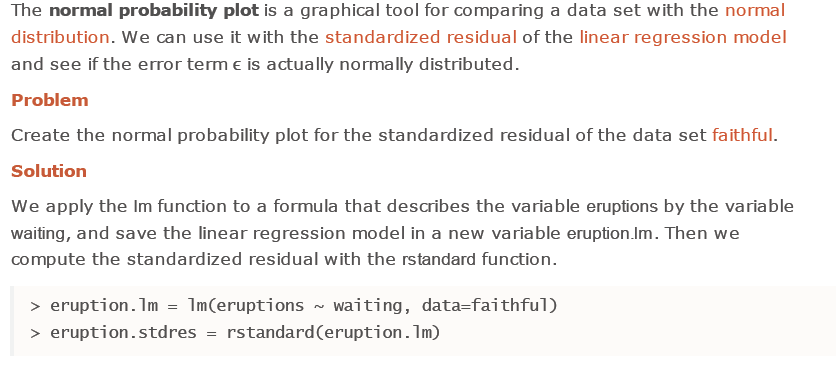 The normal probability plot is a graphical tool for comparing a data set with the normal
distribution. We can use it with the standardized residual of the linear regression model
and see if the error term ϵ is actually normally distributed.
Problem
Create the normal probability plot for the standardized residual of the data set faithful.
Solution
We apply the lm function to a formula that describes the variable eruptions by the variable
waiting, and save the linear regression model in a new variable eruption.lm. Then we
compute the standardized residual with the rstandard function.
> eruption.lm = lm(eruptions ~ waiting, data=faithful)
> eruption.stdres = rstandard(eruption.lm)